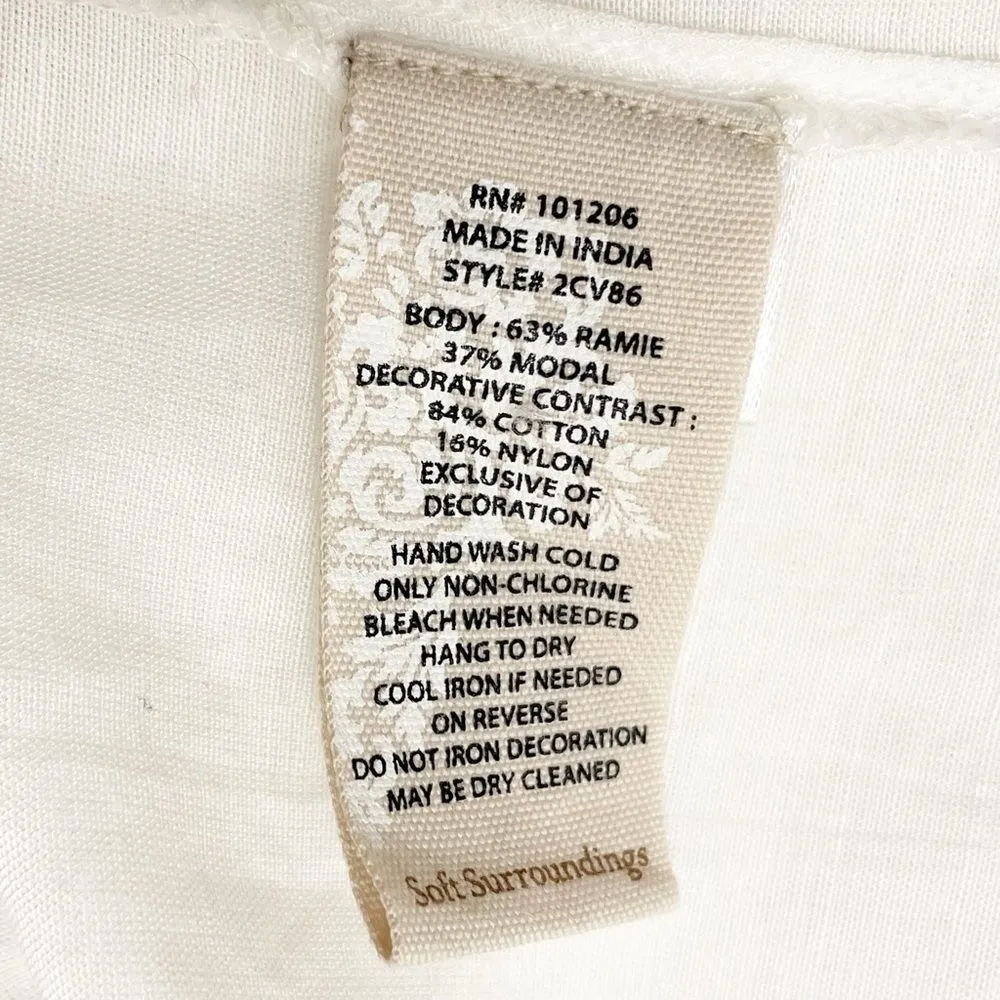 RN# 101206
MADE IN INDIA
STYLE# 2CV86
BODY : 63% RAMIE
37% MODAL
DECORATIVE CONTRAST :
84% COTTON
16% NYLON
EXCLUSIVE OF
DECORATION
HAND WASH COLD
ONLY NON-CHLORINE
BLEACH WHEN NEEDED
HANG TO DRY
COOL IRON IF NEEDED
ON REVERSE
DO NOT IRON DECORATION
MAY BE DRY CLEANED
Soft Surroundings